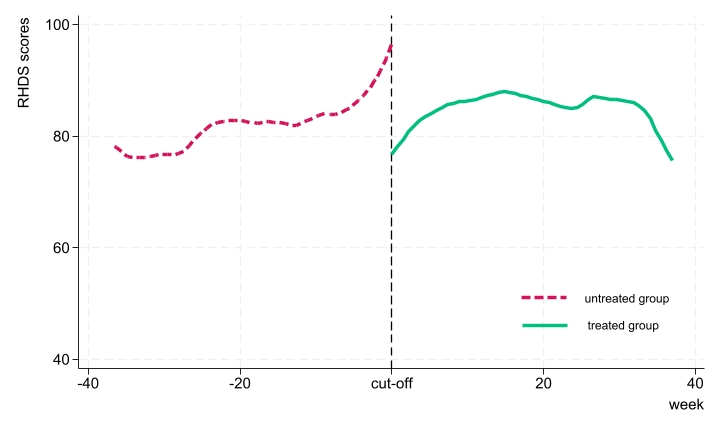 RHDS scores
100
80
60
40
untreated group
treated group
-40
-20
cut-off
20
40
week